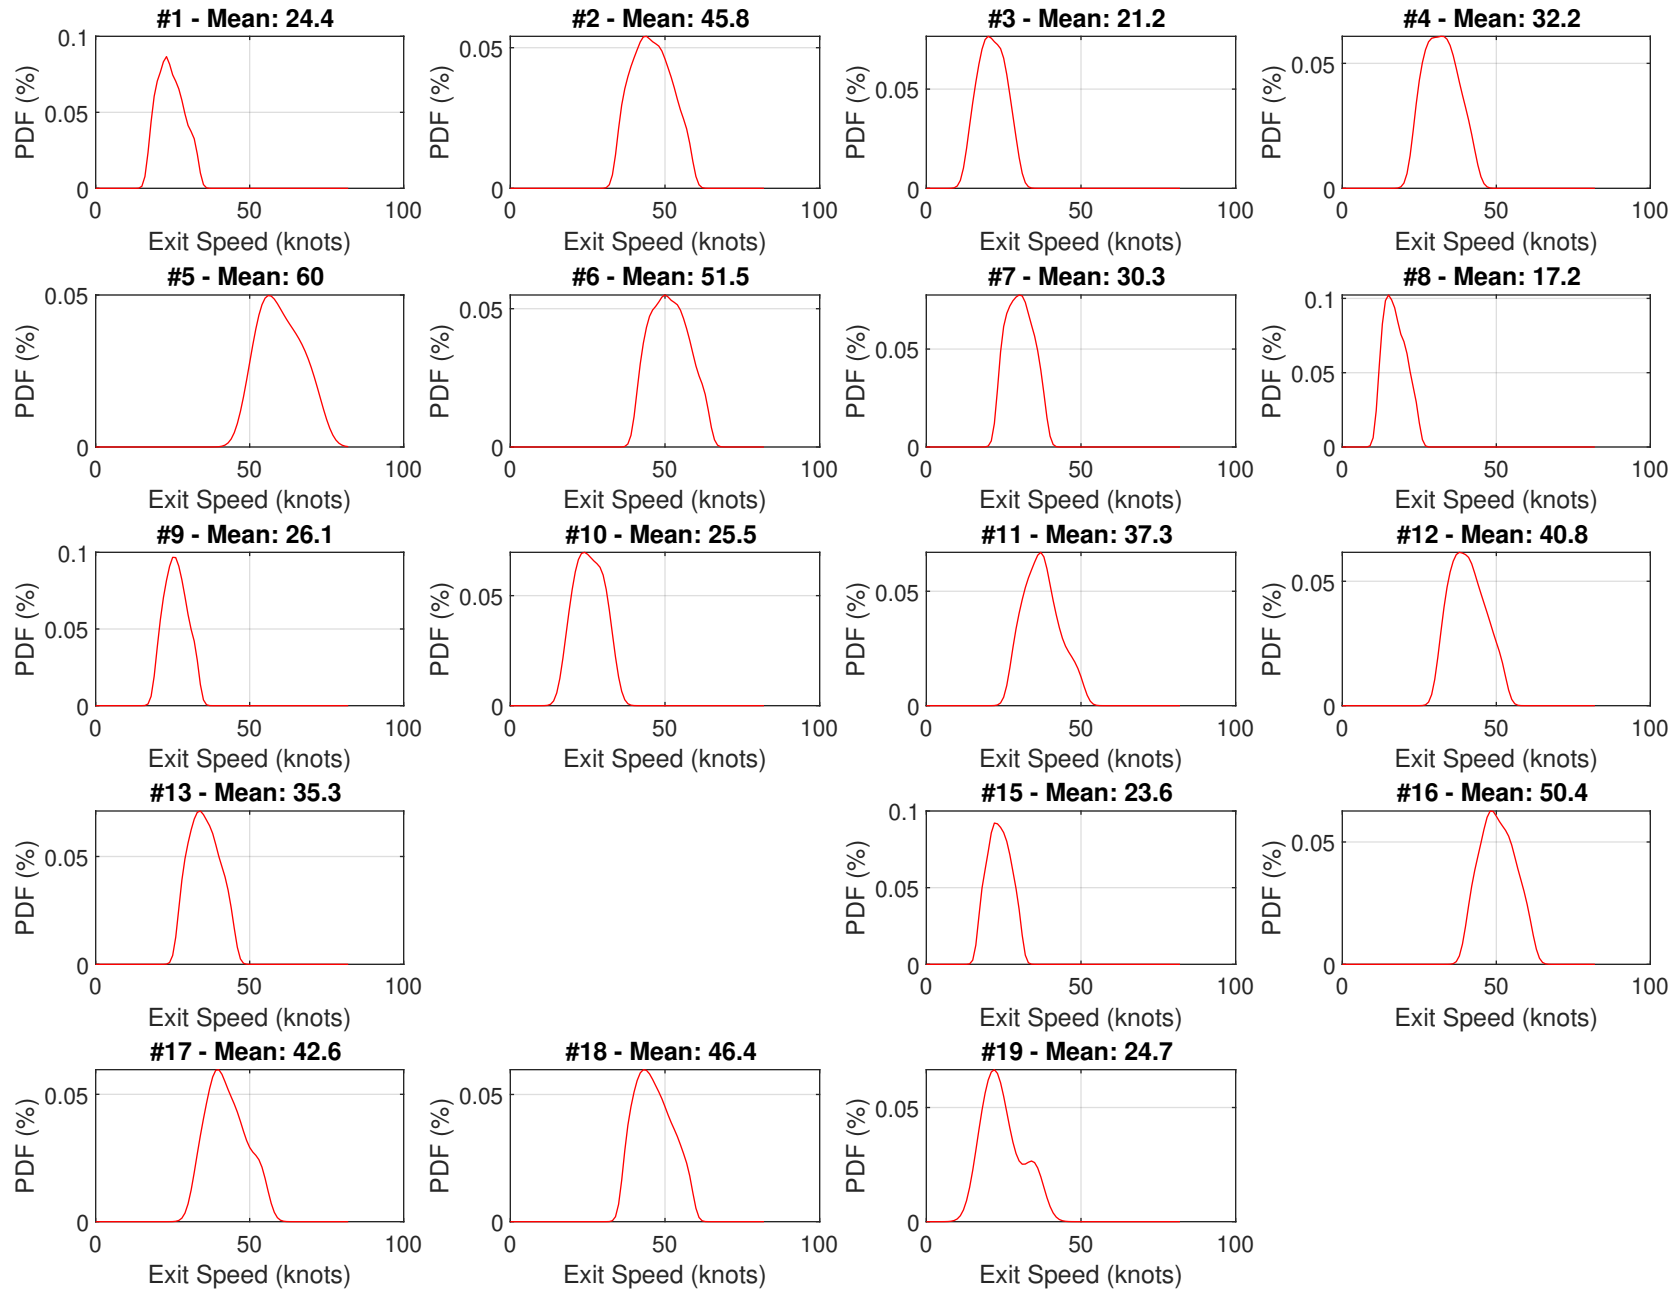 #1 - Mean: 24.4
0.1
0.05
0
PDF (%)
0 50 100
Exit Speed (knots)
#2 - Mean: 45.8
0.05
0
PDF (%)
0 50 100
Exit Speed (knots)
#3 - Mean: 21.2
0.05
0
PDF (%)
0 50 100
Exit Speed (knots)
#4 - Mean: 32.2
0.05
0
PDF (%)
0 50 100
Exit Speed (knots)
#5 - Mean: 60
0.05
0
PDF (%)
0 50 100
Exit Speed (knots)
#6 - Mean: 51.5
0.05
0
PDF (%)
0 50 100
Exit Speed (knots)
#7 - Mean: 30.3
0.05
0
PDF (%)
0 50 100
Exit Speed (knots)
#8 - Mean: 17.2
0.1
0.05
0
PDF (%)
0 50 100
Exit Speed (knots)
#9 - Mean: 26.1
0.1
0.05
0
PDF (%)
0 50 100
Exit Speed (knots)
#10 - Mean: 25.5
0.05
0
PDF (%)
0 50 100
Exit Speed (knots)
#11 - Mean: 37.3
0.05
0
PDF (%)
0 50 100
Exit Speed (knots)
#12 - Mean: 40.8
0.05
0
PDF (%)
0 50 100
Exit Speed (knots)
#13 - Mean: 35.3
0.05
0
PDF (%)
0 50 100
Exit Speed (knots)
#15 - Mean: 23.6
0.1
0.05
0
PDF (%)
0 50 100
Exit Speed (knots)
#16 - Mean: 50.4
0.05
0
PDF (%)
0 50 100
Exit Speed (knots)
#17 - Mean: 42.6
0.05
0
PDF (%)
0 50 100
Exit Speed (knots)
#18 - Mean: 46.4
0.05
0
PDF (%)
0 50 100
Exit Speed (knots)
#19 - Mean: 24.7
0.05
0
PDF (%)
0 50 100
Exit Speed (knots)